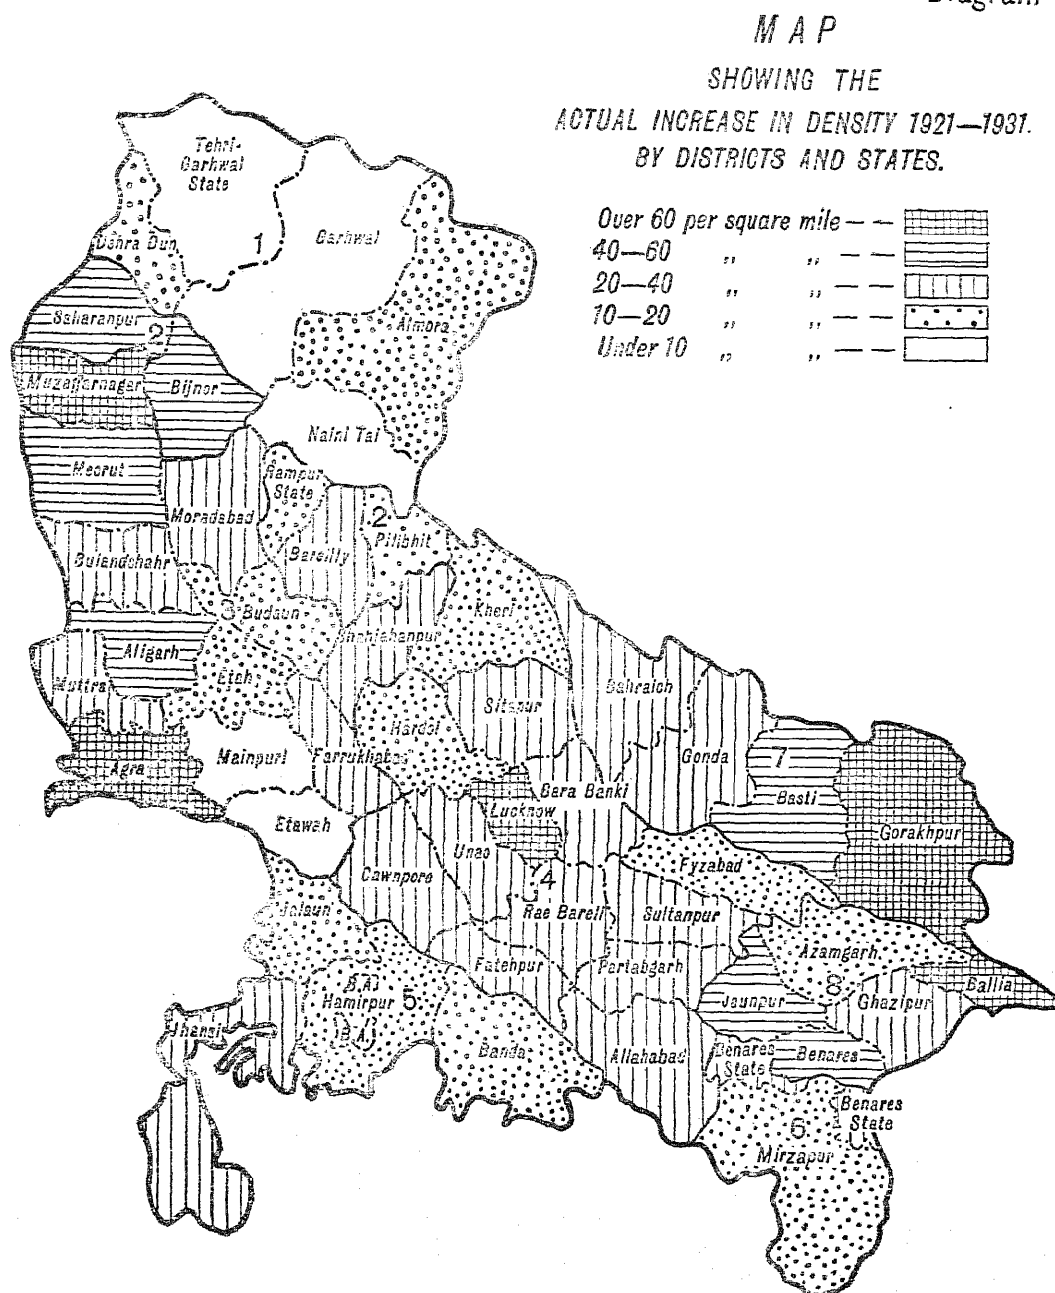 Diagram
MAP
SHOWING THE
ACTUAL INCREASE IN DENSITY 1921—1931.
BY DISTRICTS AND STATES.
Over 60 per square mile — —
40—60 „ „ — —
20—40 „ „ — —
10—20 „ „ — —
Under 10 „ „ — —
Tehri-
Garhwal
State
Dehra Dun
1
Garhwal
Saharanpur
2
Almora
Muzaffarnagar
Bijnor
Naini Tal
Meerut
Rampur
State
Moradabad
2
Pilibhit
Bareilly
Bulandshahr
3
Budaun
Kheri
Shahjahanpur
Aligarh
Etah
Muttra
Bahraich
Sitapur
Hardoi
Gonda
Mainpuri
Farrukhabad
7
Agra
Bara Banki
Basti
Lucknow
Etawah
Gorakhpur
Unao
Fyzabad
Cawnpore
4
Rae Bareli
Sultanpur
Jalaun
Azamgarh
Fatehpur
Partabgarh
B.A.
Hamirpur
5
8
Ballia
Jaunpur
Ghazipur
Jhansi
B.A.
Banda
Allahabad
Benares
State
Benares
Benares
State
6
Mirzapur